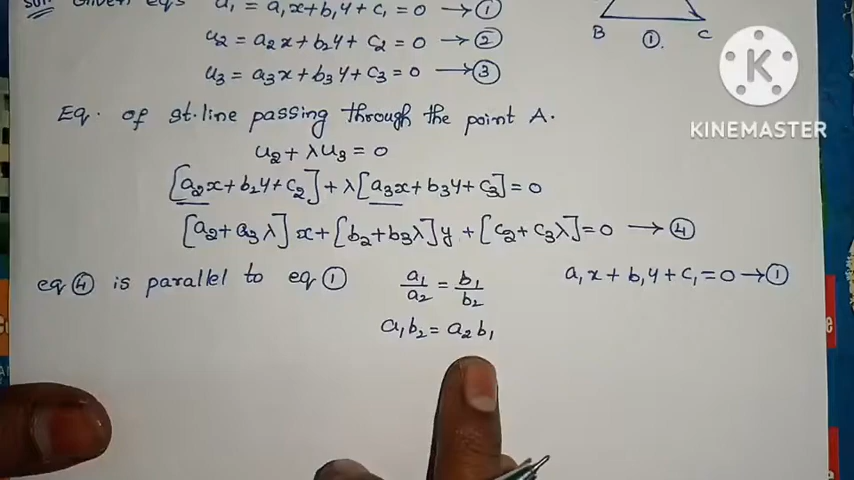 Soln Given eqs u₁ = a₁x+b₁y+c₁ = 0 → ①
u₂ = a₂x+b₂y+c₂ = 0 → ②
u₃ = a₃x+b₃y+c₃ = 0 → ③
B ①. C
K
KINEMASTER
Eq. of st.line passing through the point A.
u₂+λu₃ = 0
[a₂x+b₂y+c₂]+λ[a₃x+b₃y+c₃]=0
[a₂+a₃λ]x+[b₂+b₃λ]y+[c₂+c₃λ]=0 → ④
eq ④ is parallel to eq ① a₁/a₂ = b₁/b₂ a₁x+b₁y+c₁=0 → ①
a₁b₂ = a₂b₁